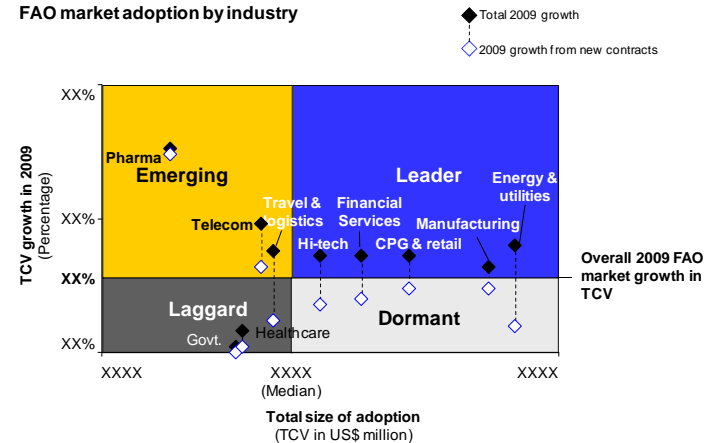 FAO market adoption by industry
Total 2009 growth
2009 growth from new contracts
XX%
XX%
XX%
XX%
TCV growth in 2009
(Percentage)
Pharma
Emerging
Leader
Energy &
utilities
Travel &
logistics
Financial
Services
Telecom
Manufacturing
Hi-tech
CPG & retail
Overall 2009 FAO
market growth in
TCV
Laggard
Dormant
Govt.
Healthcare
XXXX
XXXX
XXXX
(Median)
Total size of adoption
(TCV in US$ million)